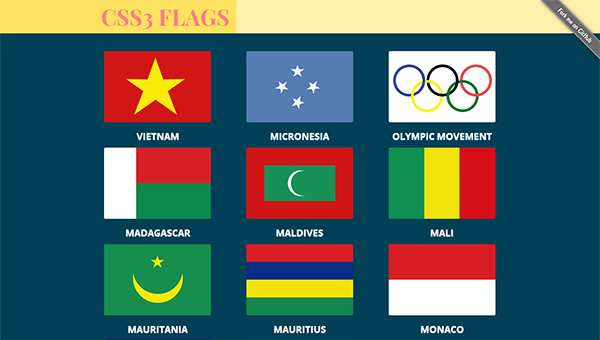 CSS3 FLAGS
Fork me on GitHub
VIETNAM
MICRONESIA
OLYMPIC MOVEMENT
MADAGASCAR
MALDIVES
MALI
MAURITANIA
MAURITIUS
MONACO